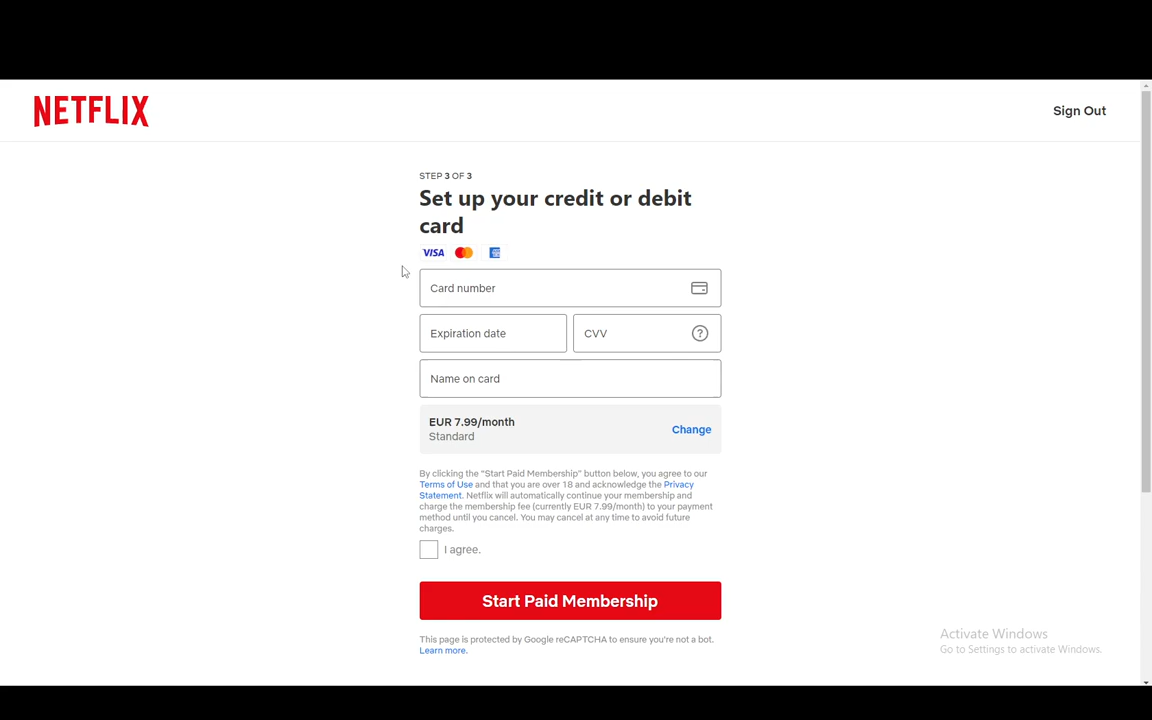 NETFLIX
Sign Out
STEP 3 OF 3
Set up your credit or debit
card
VISA
Card number
Expiration date
CVV
?
Name on card
EUR 7.99/month
Standard
Change
By clicking the "Start Paid Membership" button below, you agree to our
Terms of Use and that you are over 18 and acknowledge the Privacy
Statement. Netflix will automatically continue your membership and
charge the membership fee (currently EUR 7.99/month) to your payment
method until you cancel. You may cancel at any time to avoid future
charges.
I agree.
Start Paid Membership
This page is protected by Google reCAPTCHA to ensure you're not a bot.
Learn more.
Activate Windows
Go to Settings to activate Windows.